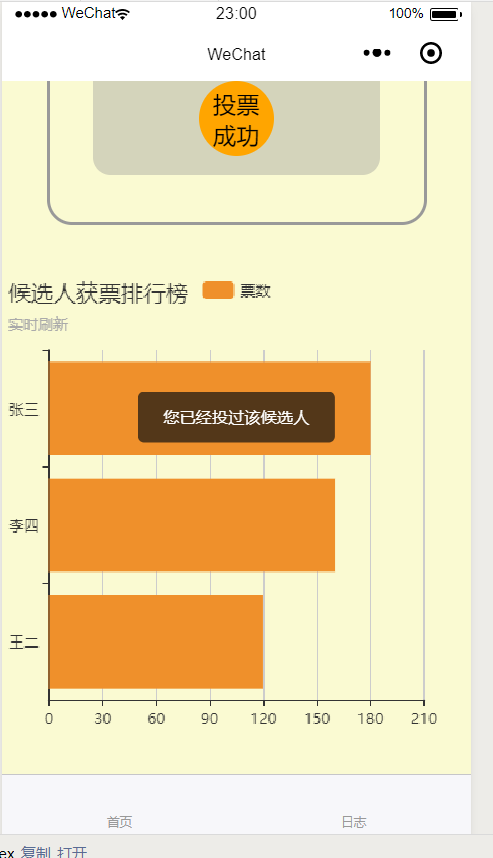 ●●●●● WeChat 23:00 100%
WeChat
投票
成功
候选人获票排行榜 票数
实时刷新
张三
您已经投过该候选人
李四
王二
0 30 60 90 120 150 180 210
首页 日志
ex 复制 打开